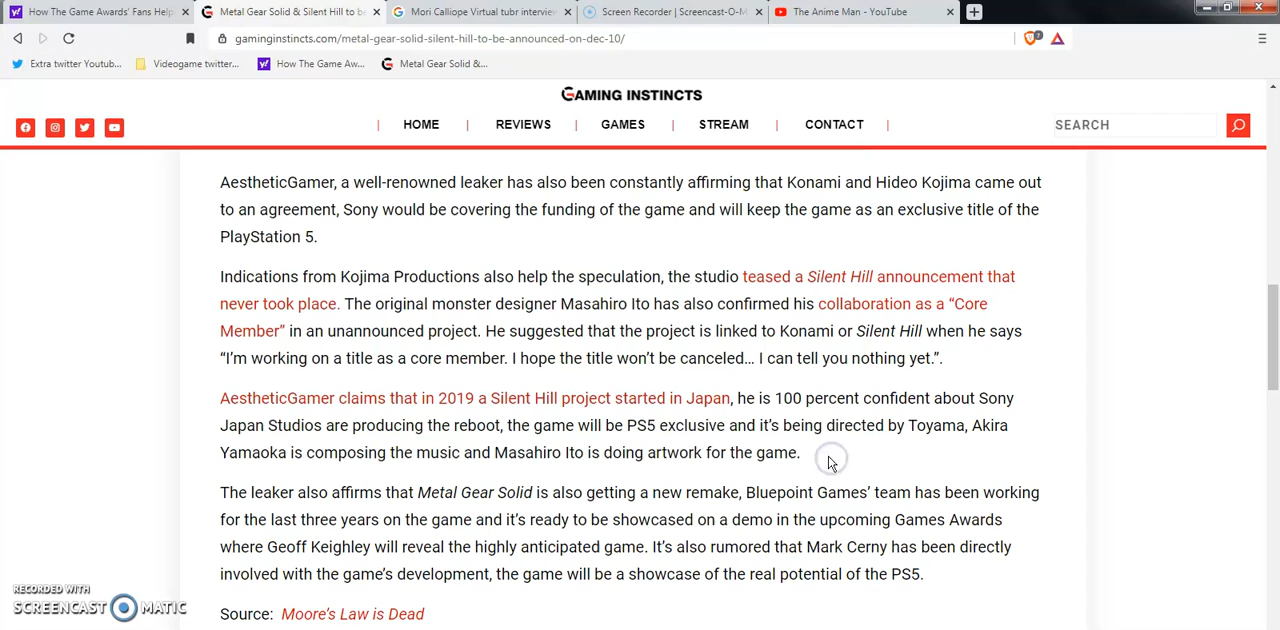 How The Game Awards' Fans Help
Metal Gear Solid & Silent Hill to b
Mori Calliope Virtual tubr interview
Screen Recorder | Screencast-O-M
The Anime Man - YouTube
gaminginstincts.com/metal-gear-solid-silent-hill-to-be-announced-on-dec-10/
Extra twitter Youtub...
Videogame twitter...
How The Game Aw...
Metal Gear Solid &...
GAMING INSTINCTS
HOME
REVIEWS
GAMES
STREAM
CONTACT
SEARCH
AestheticGamer, a well-renowned leaker has also been constantly affirming that Konami and Hideo Kojima came out
to an agreement, Sony would be covering the funding of the game and will keep the game as an exclusive title of the
PlayStation 5.
Indications from Kojima Productions also help the speculation, the studio teased a Silent Hill announcement that
never took place. The original monster designer Masahiro Ito has also confirmed his collaboration as a “Core
Member” in an unannounced project. He suggested that the project is linked to Konami or Silent Hill when he says
“I’m working on a title as a core member. I hope the title won’t be canceled… I can tell you nothing yet.”.
AestheticGamer claims that in 2019 a Silent Hill project started in Japan, he is 100 percent confident about Sony
Japan Studios are producing the reboot, the game will be PS5 exclusive and it’s being directed by Toyama, Akira
Yamaoka is composing the music and Masahiro Ito is doing artwork for the game.
The leaker also affirms that Metal Gear Solid is also getting a new remake, Bluepoint Games’ team has been working
for the last three years on the game and it’s ready to be showcased on a demo in the upcoming Games Awards
where Geoff Keighley will reveal the highly anticipated game. It’s also rumored that Mark Cerny has been directly
involved with the game’s development, the game will be a showcase of the real potential of the PS5.
Source: Moore’s Law is Dead
RECORDED WITH
SCREENCAST MATIC